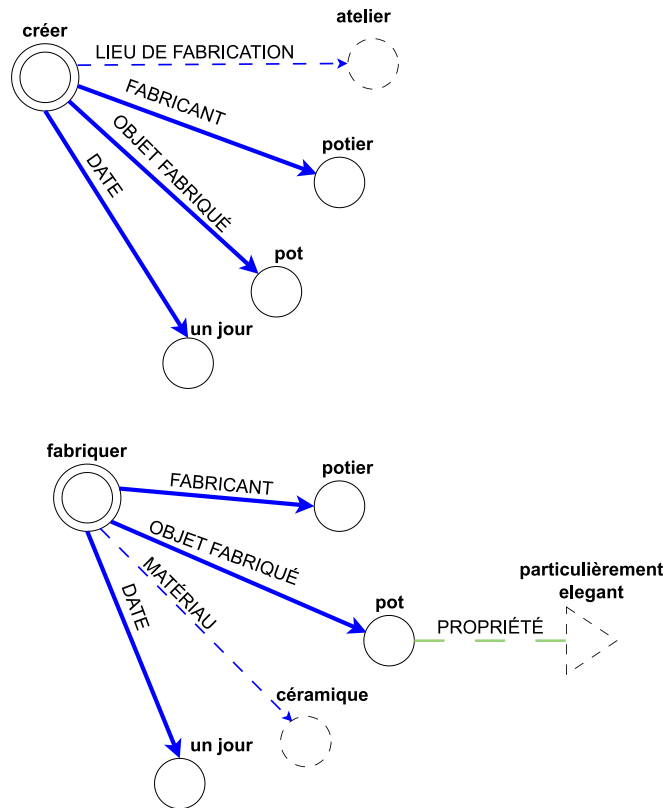 créer
atelier
LIEU DE FABRICATION
FABRICANT
potier
OBJET FABRIQUÉ
DATE
pot
un jour
fabriquer
potier
FABRICANT
OBJET FABRIQUÉ
particulièrement
elegant
MATÉRIAU
DATE
pot
PROPRIÉTÉ
céramique
un jour